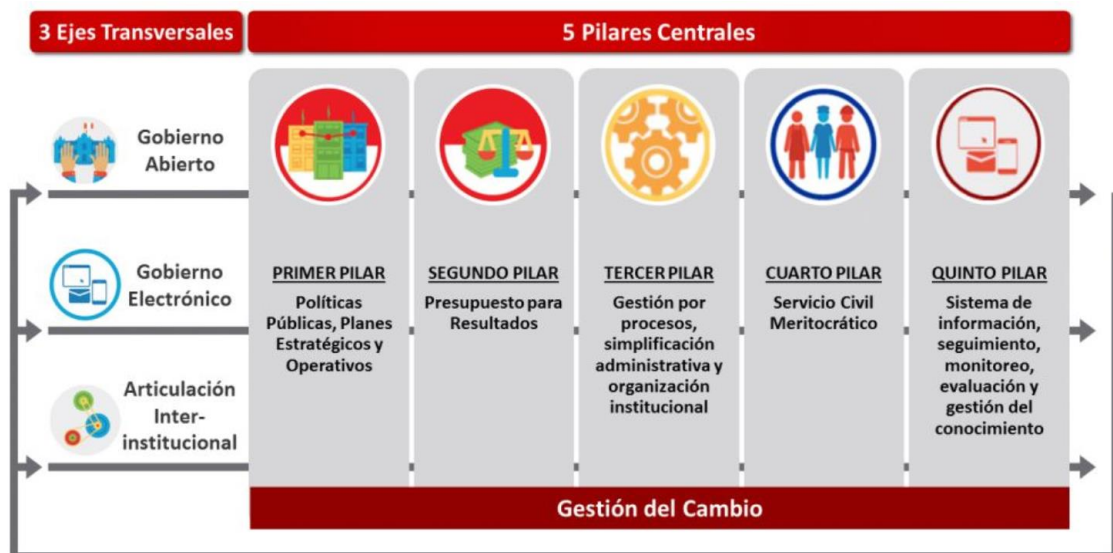 3 Ejes Transversales
5 Pilares Centrales
Gobierno
Abierto
Gobierno
Electrónico
Articulación
Inter-
institucional
PRIMER PILAR
Políticas
Públicas, Planes
Estratégicos y
Operativos
SEGUNDO PILAR
Presupuesto para
Resultados
TERCER PILAR
Gestión por
procesos,
simplificación
administrativa y
organización
institucional
CUARTO PILAR
Servicio Civil
Meritocrático
QUINTO PILAR
Sistema de
información,
seguimiento,
monitoreo,
evaluación y
gestión del
conocimiento
Gestión del Cambio